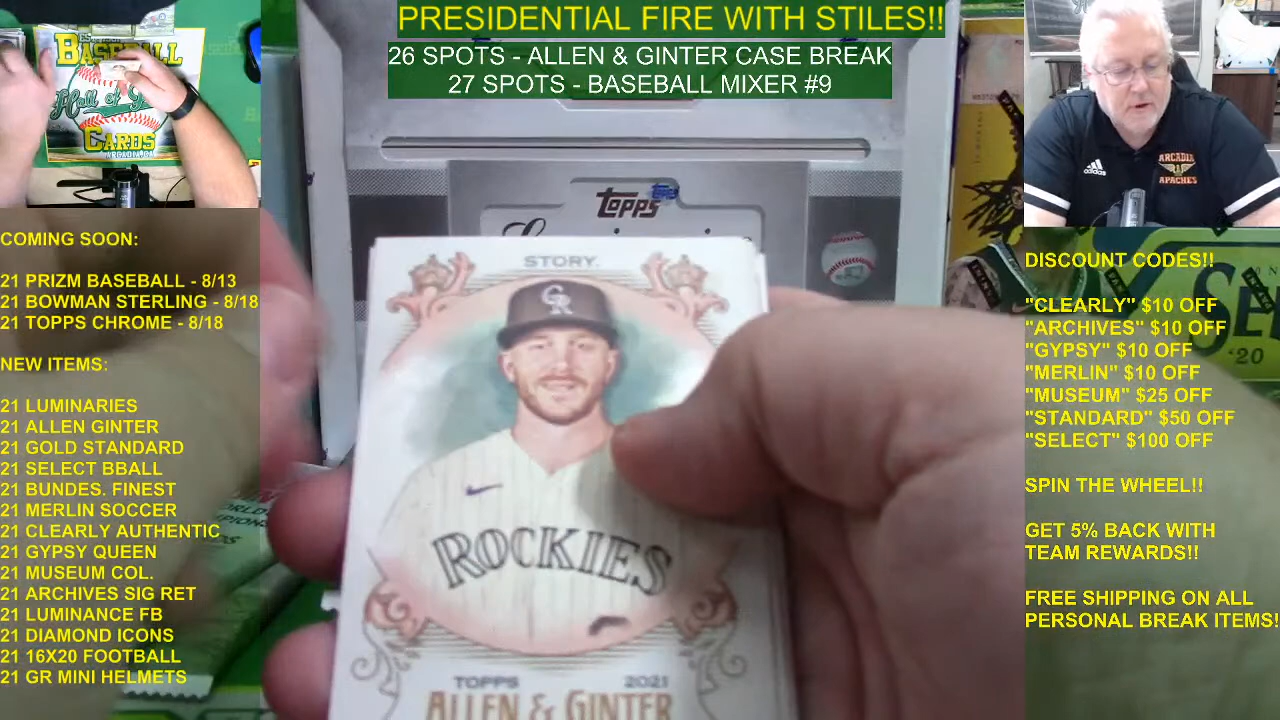 PRESIDENTIAL FIRE WITH STILES!!
26 SPOTS - ALLEN & GINTER CASE BREAK
27 SPOTS - BASEBALL MIXER #9
BASEBALL
Hall of
CARDS
COMING SOON:
21 PRIZM BASEBALL - 8/13
21 BOWMAN STERLING - 8/18
21 TOPPS CHROME - 8/18
NEW ITEMS:
21 LUMINARIES
21 ALLEN GINTER
21 GOLD STANDARD
21 SELECT BBALL
21 BUNDES. FINEST
21 MERLIN SOCCER
21 CLEARLY AUTHENTIC
21 GYPSY QUEEN
21 MUSEUM COL.
21 ARCHIVES SIG RET
21 LUMINANCE FB
21 DIAMOND ICONS
21 16X20 FOOTBALL
21 GR MINI HELMETS
TOPPS
STORY
CR
ROCKIES
TOPPS 2021
ALLEN & GINTER
adidas
ARCADIA
APACHES
DISCOUNT CODES!!
"CLEARLY" $10 OFF
"ARCHIVES" $10 OFF
"GYPSY" $10 OFF
"MERLIN" $10 OFF
"MUSEUM" $25 OFF
"STANDARD" $50 OFF
"SELECT" $100 OFF
SPIN THE WHEEL!!
GET 5% BACK WITH
TEAM REWARDS!!
FREE SHIPPING ON ALL
PERSONAL BREAK ITEMS!
'20